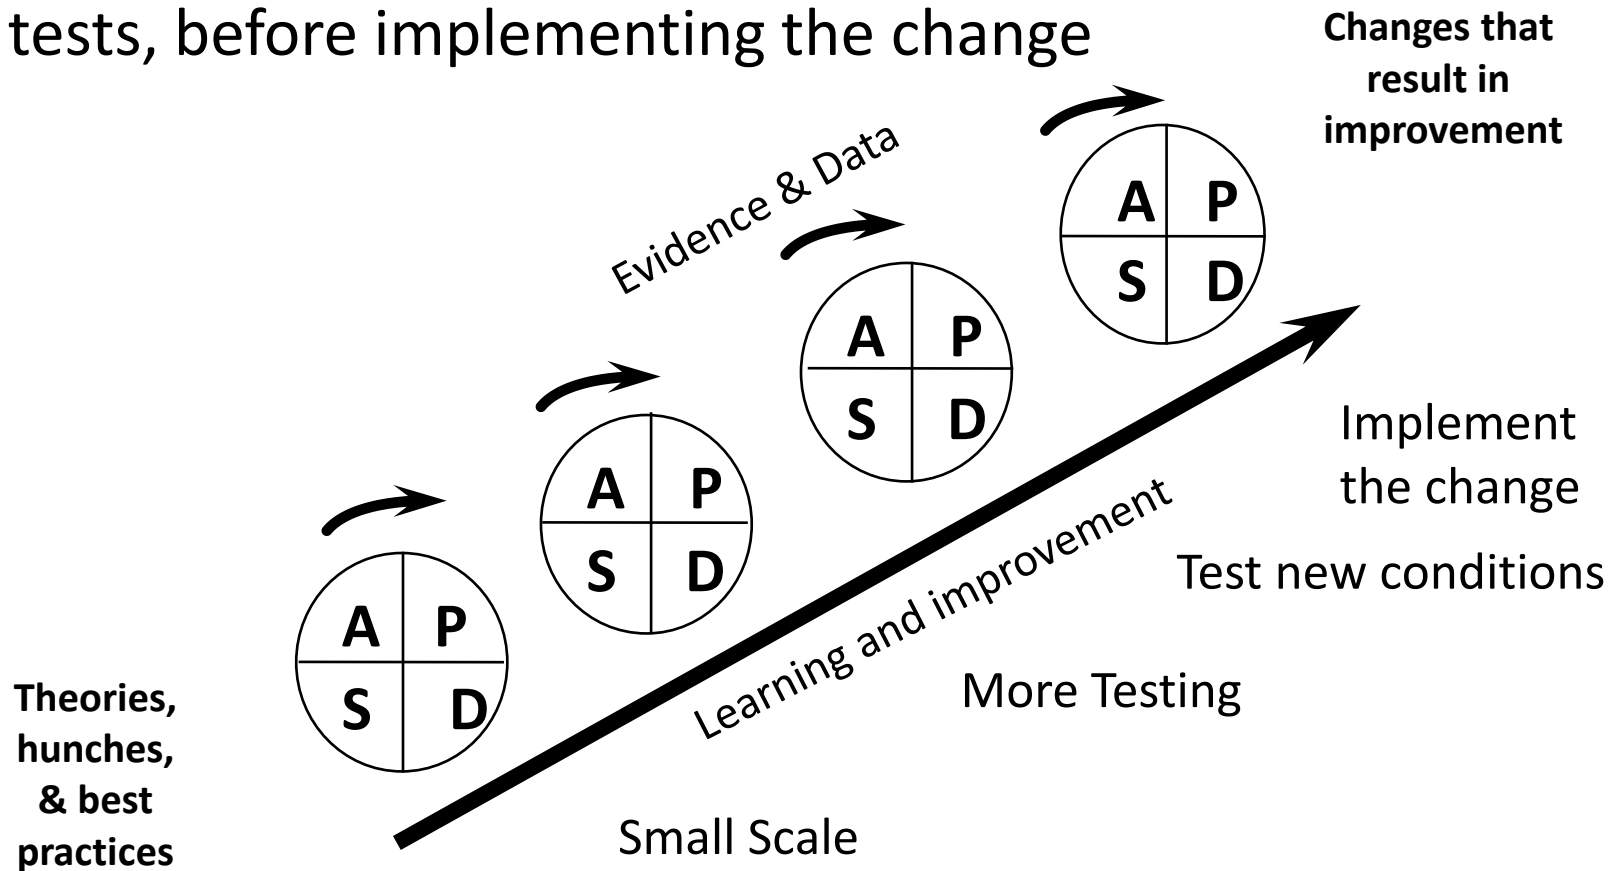 tests, before implementing the change
Changes that
result in
improvement
Evidence & Data
A P
S D
A P
S D
A P
S D
A P
S D
Learning and improvement
Theories,
hunches,
& best
practices
Small Scale
More Testing
Test new conditions
Implement
the change